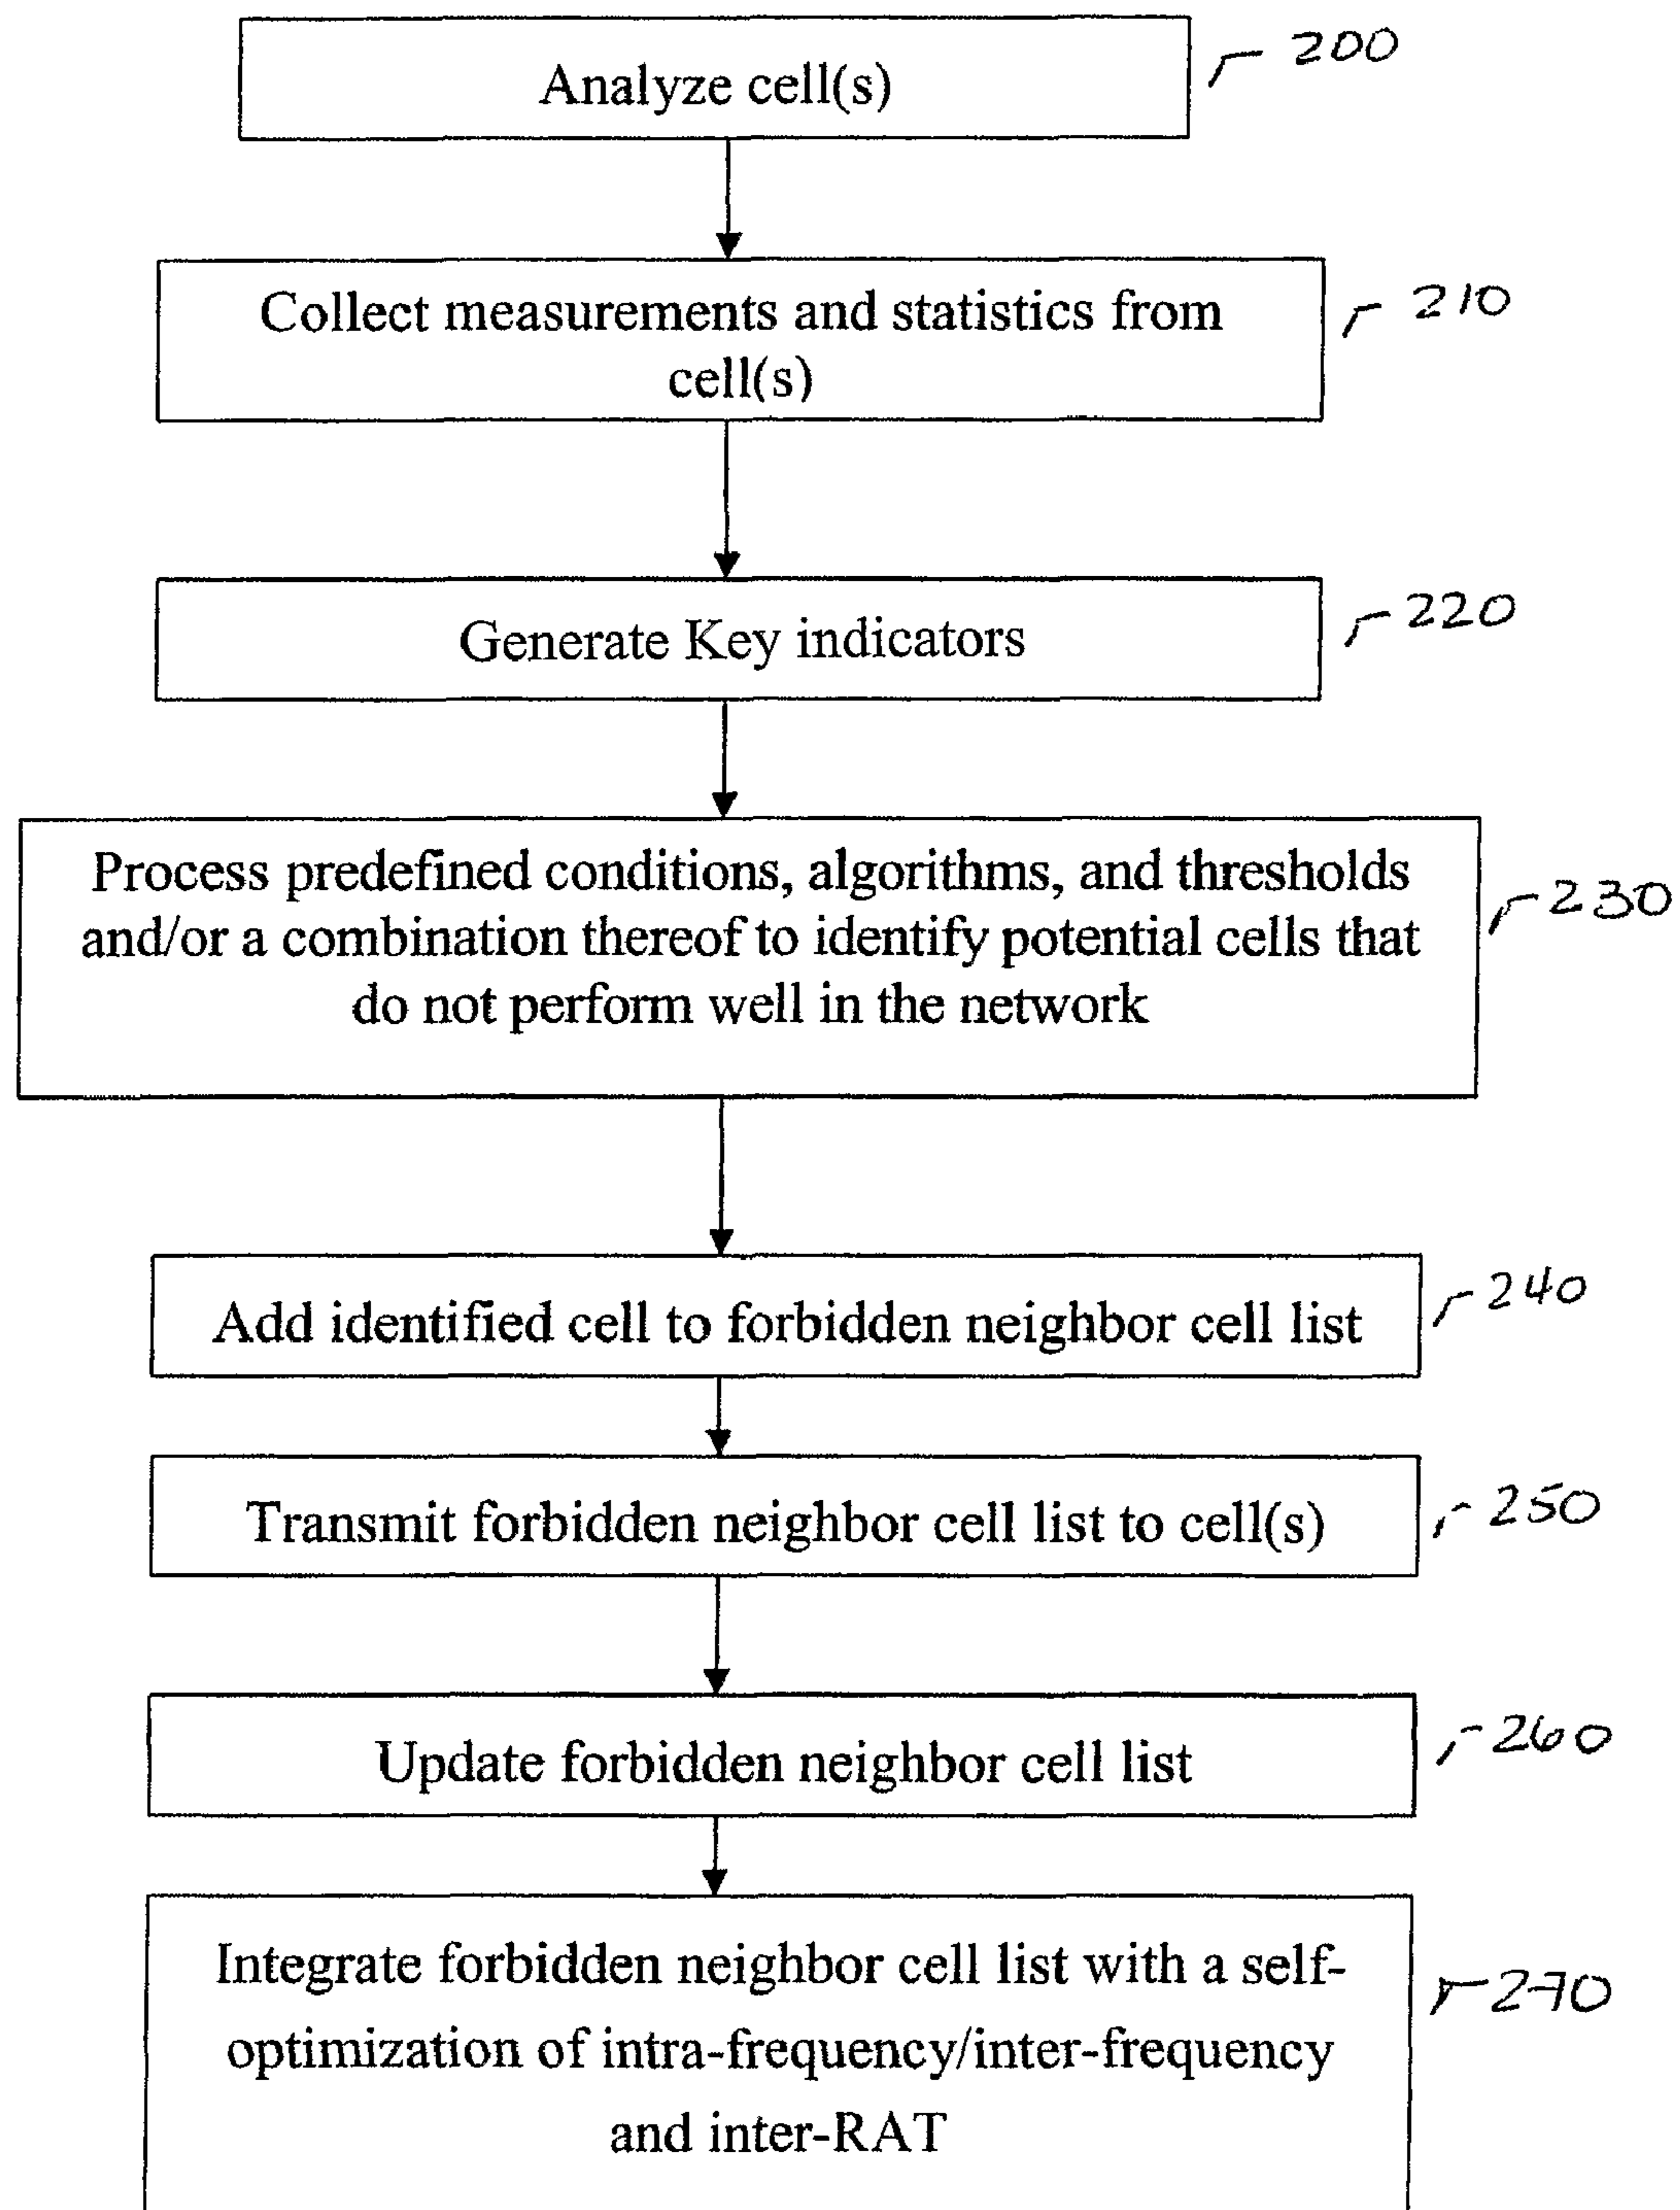 Analyze cell(s)
200
Collect measurements and statistics from
cell(s)
210
Generate Key indicators
220
Process predefined conditions, algorithms, and thresholds
and/or a combination thereof to identify potential cells that
do not perform well in the network
230
Add identified cell to forbidden neighbor cell list
240
Transmit forbidden neighbor cell list to cell(s)
250
Update forbidden neighbor cell list
260
Integrate forbidden neighbor cell list with a self-
optimization of intra-frequency/inter-frequency
and inter-RAT
270